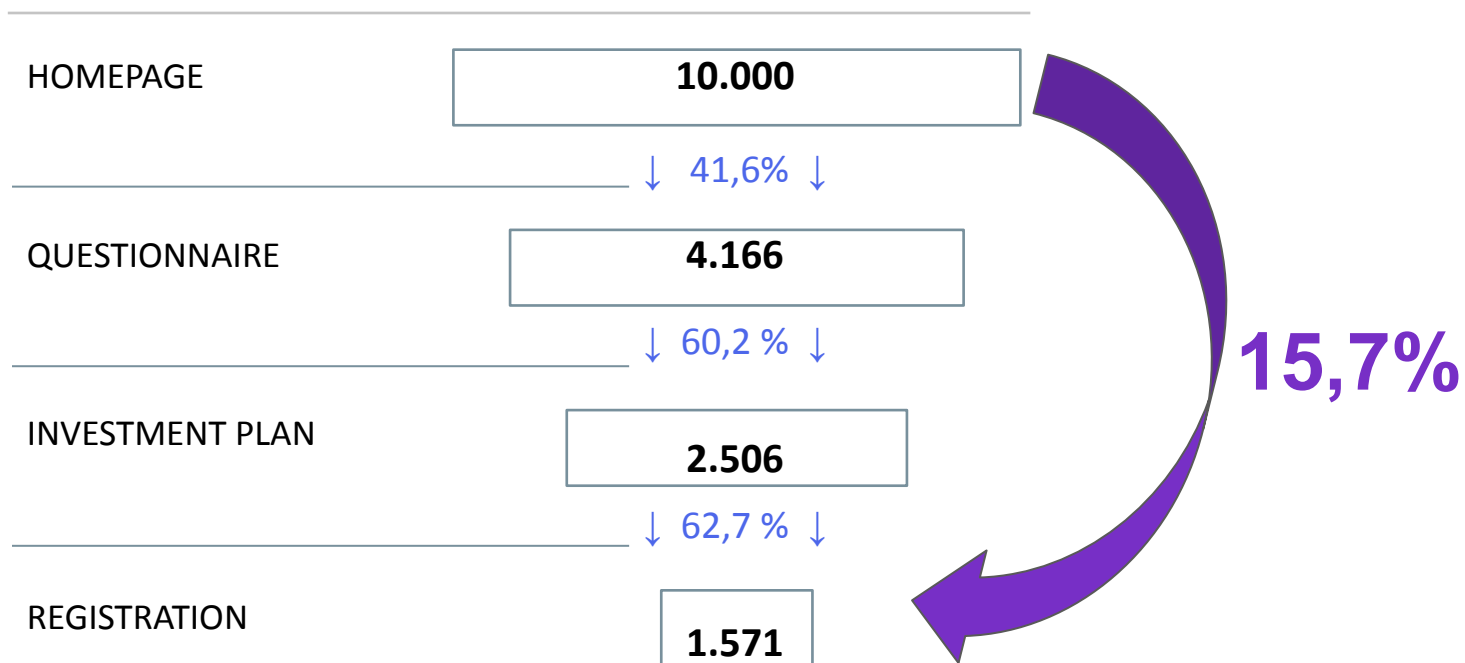 HOMEPAGE 10.000
↓ 41,6% ↓
QUESTIONNAIRE 4.166
↓ 60,2 % ↓
15,7%
INVESTMENT PLAN 2.506
↓ 62,7 % ↓
REGISTRATION 1.571